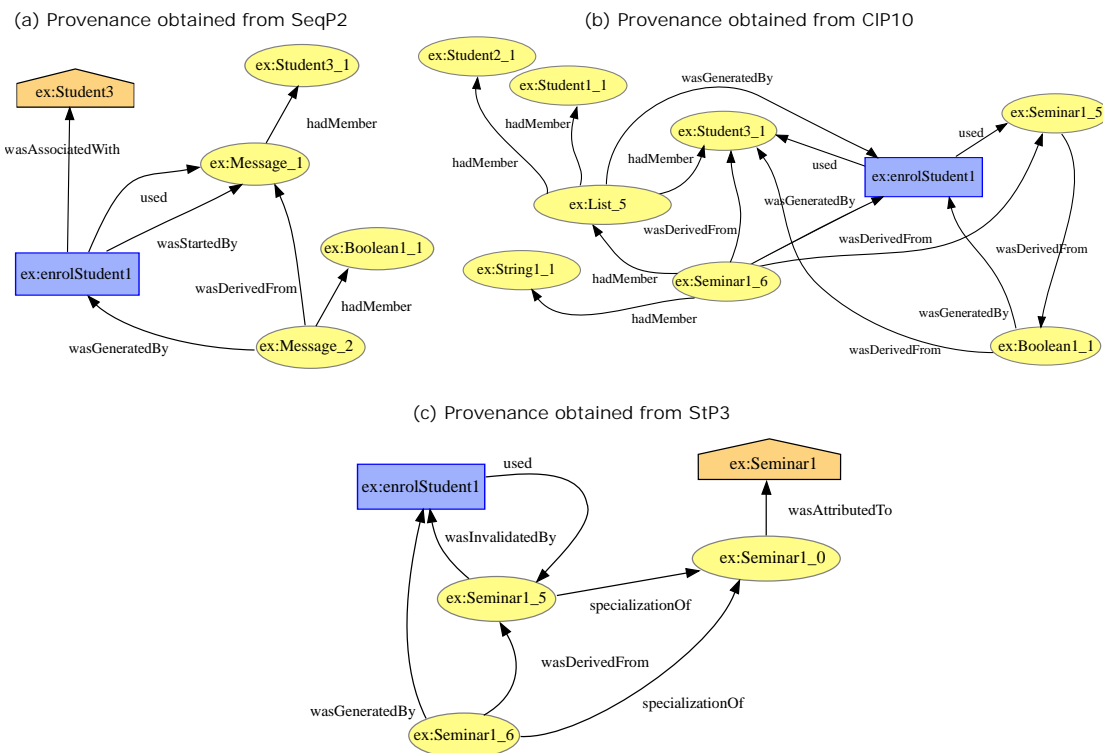 (a) Provenance obtained from SeqP2
ex:Student3_1
ex:Student3
hadMember
wasAssociatedWith
ex:Message_1
used
wasStartedBy
ex:Boolean1_1
ex:enrolStudent1
wasDerivedFrom
hadMember
wasGeneratedBy
ex:Message_2
(b) Provenance obtained from ClP10
ex:Student2_1
wasGeneratedBy
ex:Student1_1
ex:Seminar1_5
hadMember
ex:Student3_1
used
hadMember
hadMember
used
ex:enrolStudent1
ex:List_5
wasGeneratedBy
wasDerivedFrom
wasDerivedFrom
wasDerivedFrom
ex:String1_1
hadMember
ex:Seminar1_6
hadMember
wasGeneratedBy
wasDerivedFrom
ex:Boolean1_1
(c) Provenance obtained from StP3
used
ex:Seminar1
ex:enrolStudent1
wasAttributedTo
wasInvalidatedBy
ex:Seminar1_0
ex:Seminar1_5
specializationOf
wasDerivedFrom
specializationOf
wasGeneratedBy
ex:Seminar1_6